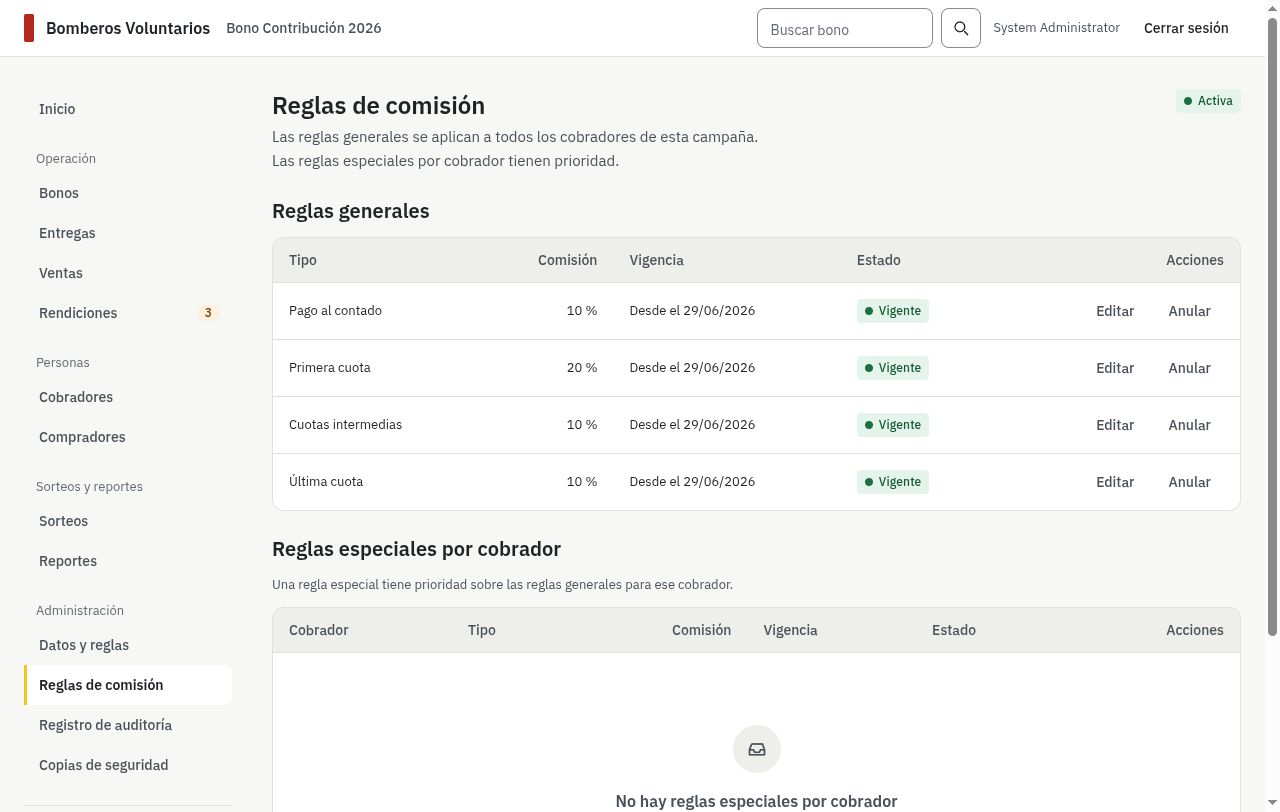 Bomberos Voluntarios Bono Contribución 2026 Buscar bono System Administrator Cerrar sesión
Inicio
Operación
Bonos
Entregas
Ventas
Rendiciones 3
Personas
Cobradores
Compradores
Sorteos y reportes
Sorteos
Reportes
Administración
Datos y reglas
Reglas de comisión
Registro de auditoría
Copias de seguridad
Reglas de comisión Activa
Las reglas generales se aplican a todos los cobradores de esta campaña.
Las reglas especiales por cobrador tienen prioridad.
Reglas generales
Tipo Comisión Vigencia Estado Acciones
Pago al contado 10 % Desde el 29/06/2026 Vigente Editar Anular
Primera cuota 20 % Desde el 29/06/2026 Vigente Editar Anular
Cuotas intermedias 10 % Desde el 29/06/2026 Vigente Editar Anular
Última cuota 10 % Desde el 29/06/2026 Vigente Editar Anular
Reglas especiales por cobrador
Una regla especial tiene prioridad sobre las reglas generales para ese cobrador.
Cobrador Tipo Comisión Vigencia Estado Acciones
No hay reglas especiales por cobrador